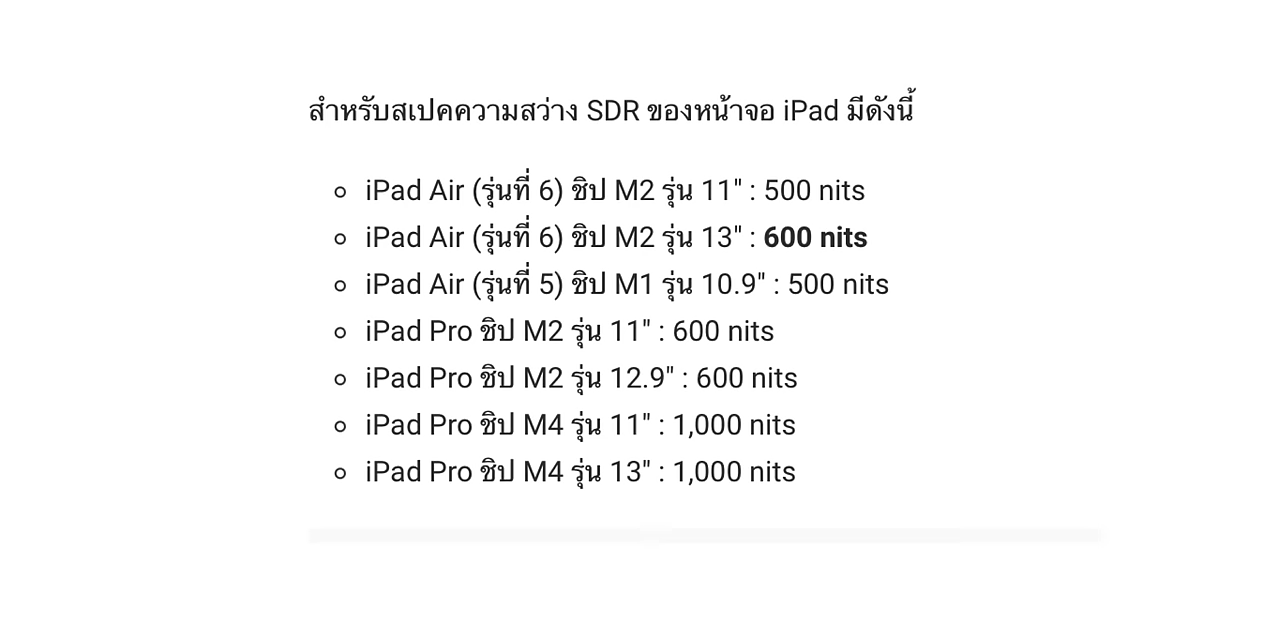 สำหรับสเปคความสว่าง SDR ของหน้าจอ iPad มีดังนี้
iPad Air (รุ่นที่ 6) ชิป M2 รุ่น 11" : 500 nits
iPad Air (รุ่นที่ 6) ชิป M2 รุ่น 13" : 600 nits
iPad Air (รุ่นที่ 5) ชิป M1 รุ่น 10.9" : 500 nits
iPad Pro ชิป M2 รุ่น 11" : 600 nits
iPad Pro ชิป M2 รุ่น 12.9" : 600 nits
iPad Pro ชิป M4 รุ่น 11" : 1,000 nits
iPad Pro ชิป M4 รุ่น 13" : 1,000 nits